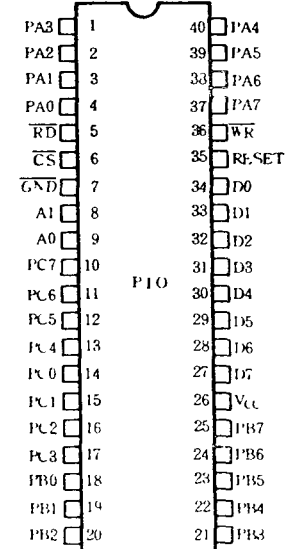 PA3 1 40 PA4
PA2 2 39 PA5
PA1 3 33 PA6
PA0 4 37 PA7
RD 5 36 WR
CS 6 35 RESET
GND 7 34 D0
A1 8 33 D1
A0 9 32 D2
PC7 10 PIO 31 D3
PC6 11 30 D4
PC5 12 29 D5
PC4 13 28 D6
PC0 14 27 D7
PC1 15 26 Vcc
PC2 16 25 PB7
PC3 17 24 PB6
PB0 18 23 PB5
PB1 19 22 PB4
PB2 20 21 PB3